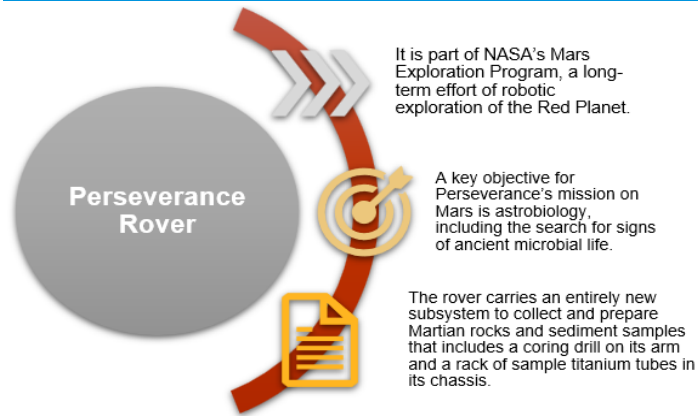 Perseverance
Rover
It is part of NASA's Mars
Exploration Program, a long-
term effort of robotic
exploration of the Red Planet.
A key objective for
Perseverance's mission on
Mars is astrobiology,
including the search for signs
of ancient microbial life.
The rover carries an entirely new
subsystem to collect and prepare
Martian rocks and sediment samples
that includes a coring drill on its arm
and a rack of sample titanium tubes in
its chassis.